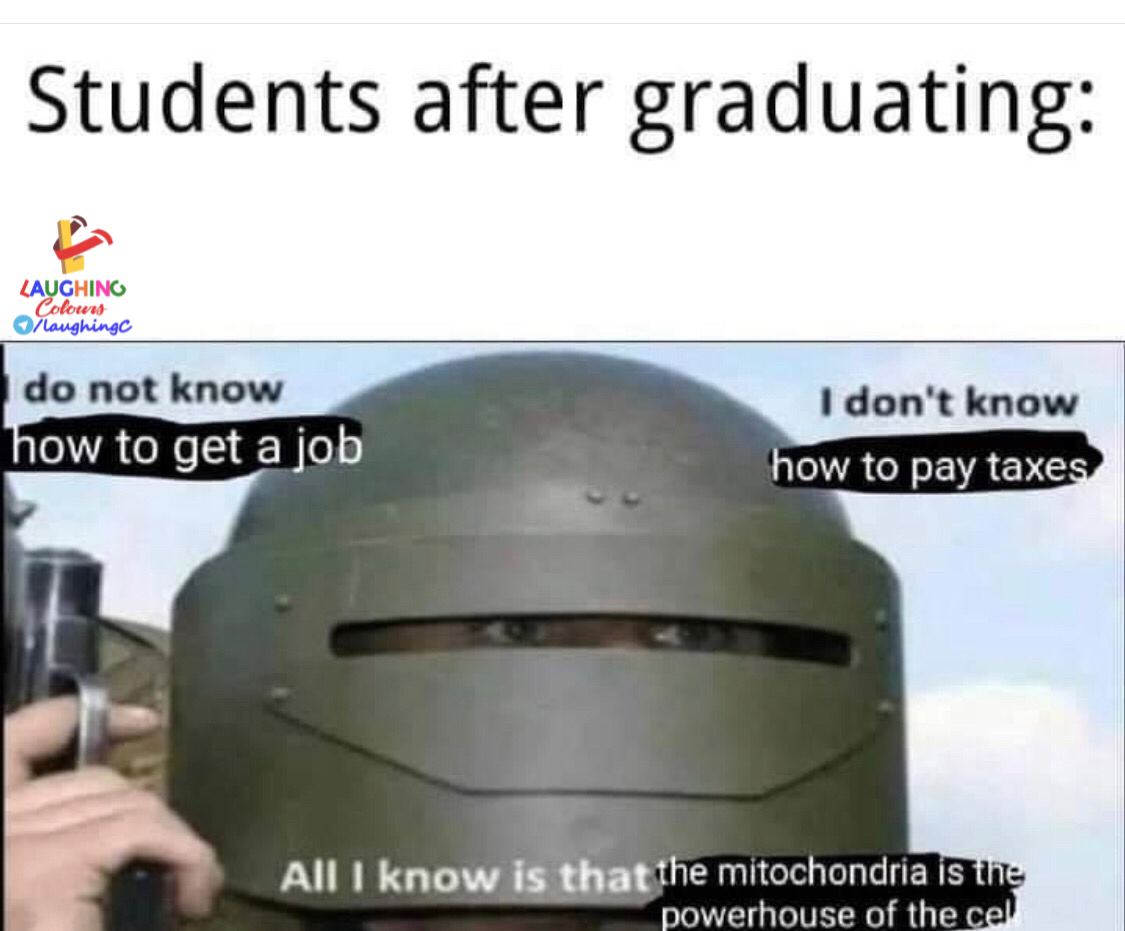 Students after graduating:
LAUGHING
Colours
/laughingC
I do not know
how to get a job
I don't know
how to pay taxes
All I know is that the mitochondria is the
powerhouse of the cell